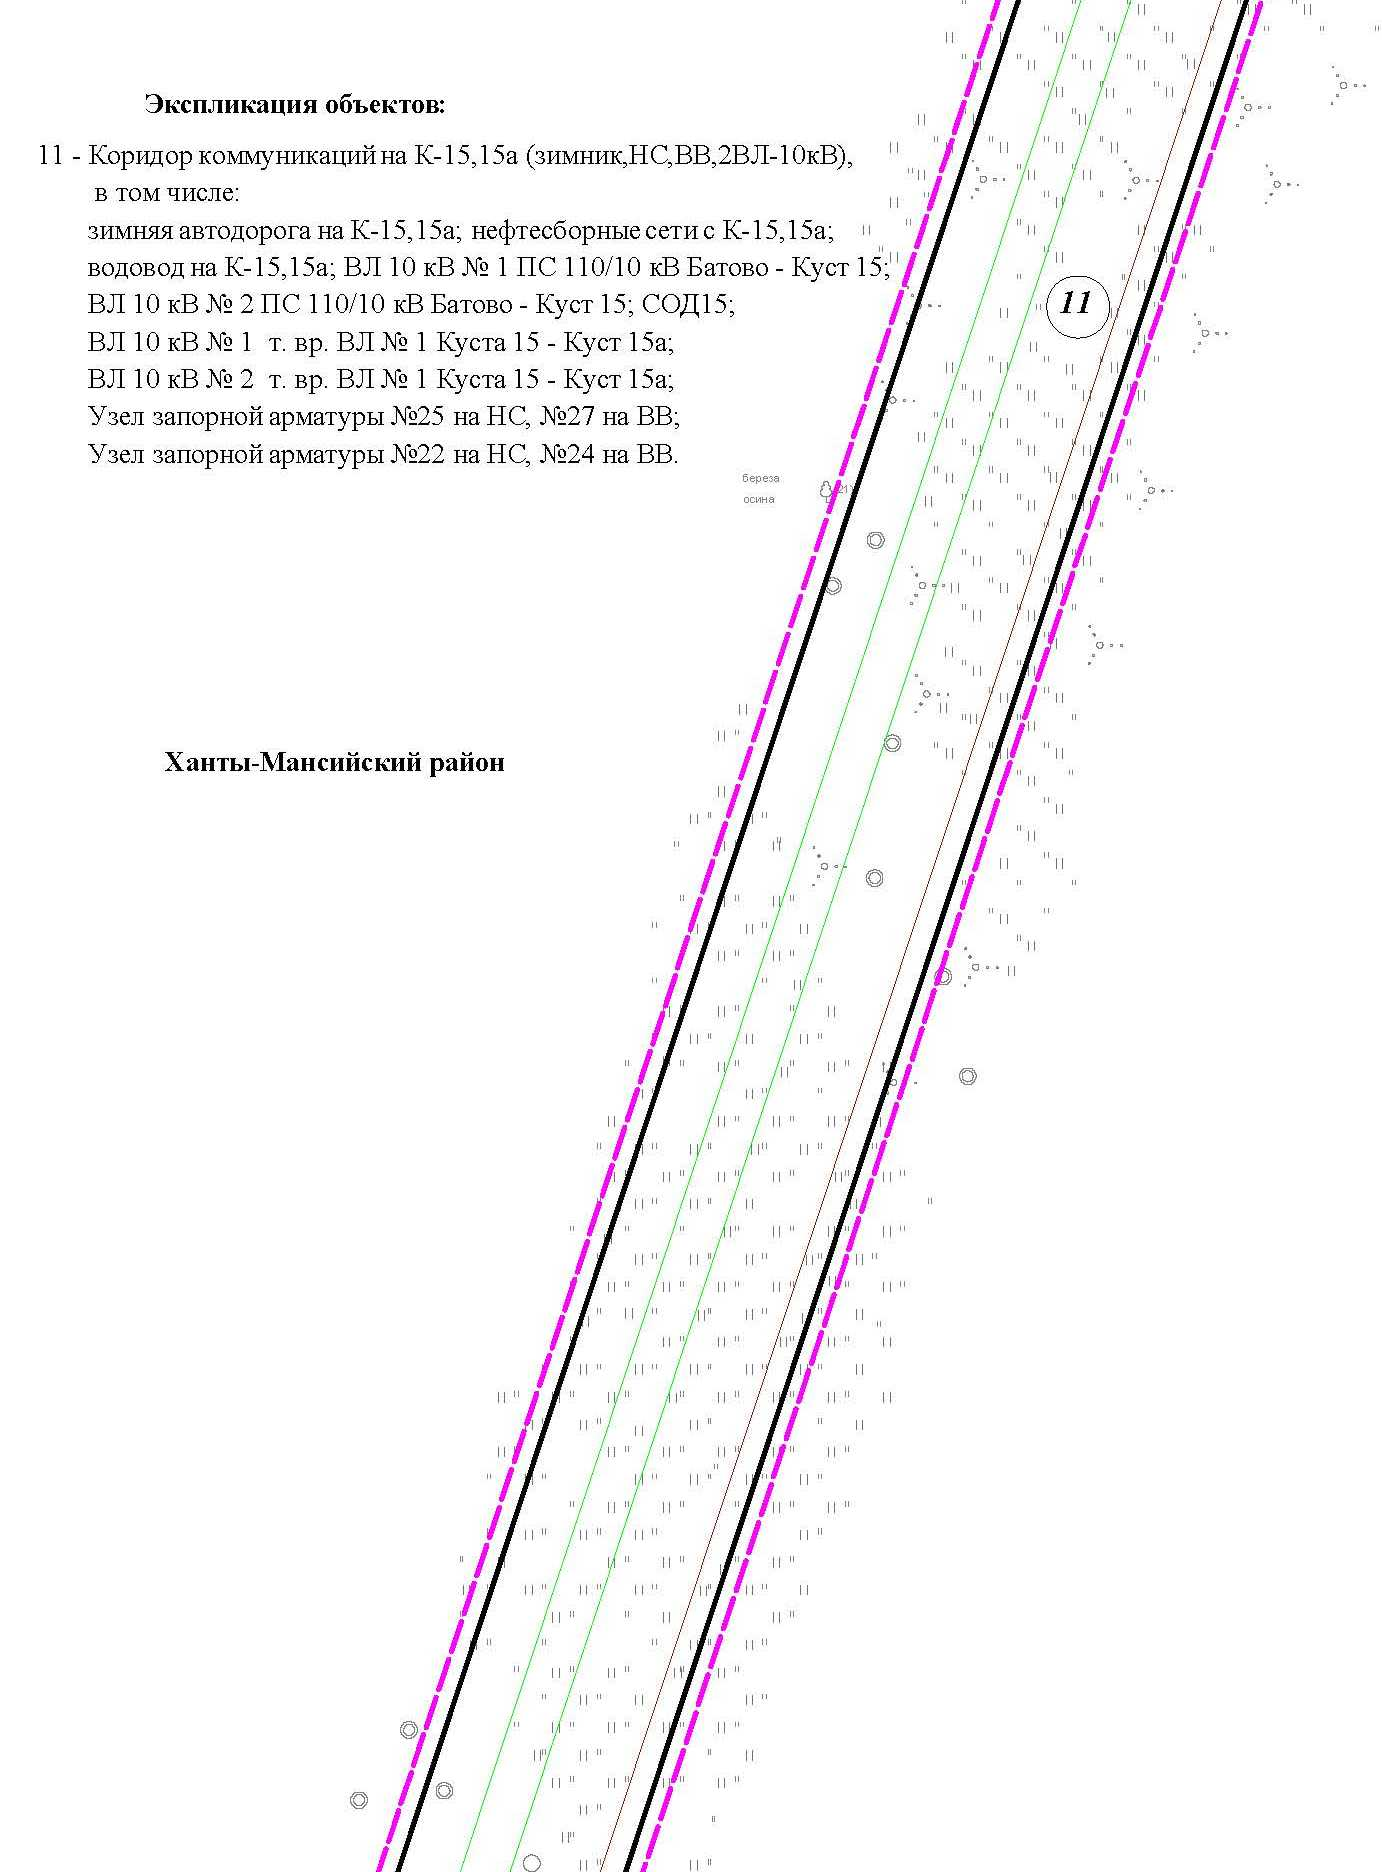 Экспликация объектов:
11 - Коридор коммуникаций на К-15,15а (зимник,НС,ВВ,2ВЛ-10кВ),
в том числе:
зимняя автодорога на К-15,15а; нефтесборные сети с К-15,15а;
водовод на К-15,15а; ВЛ 10 кВ № 1 ПС 110/10 кВ Батово - Куст 15;
11
ВЛ 10 кВ № 2 ПС 110/10 кВ Батово - Куст 15; СОД15;
ВЛ 10 кВ № 1 т. вр. ВЛ № 1 Куста 15 - Куст 15а;
ВЛ 10 кВ № 2 т. вр. ВЛ № 1 Куста 15 - Куст 15а;
Узел запорной арматуры №25 на НС, №27 на ВВ;
Узел запорной арматуры №22 на НС, №24 на ВВ.
береза
осина
Ханты-Мансийский район